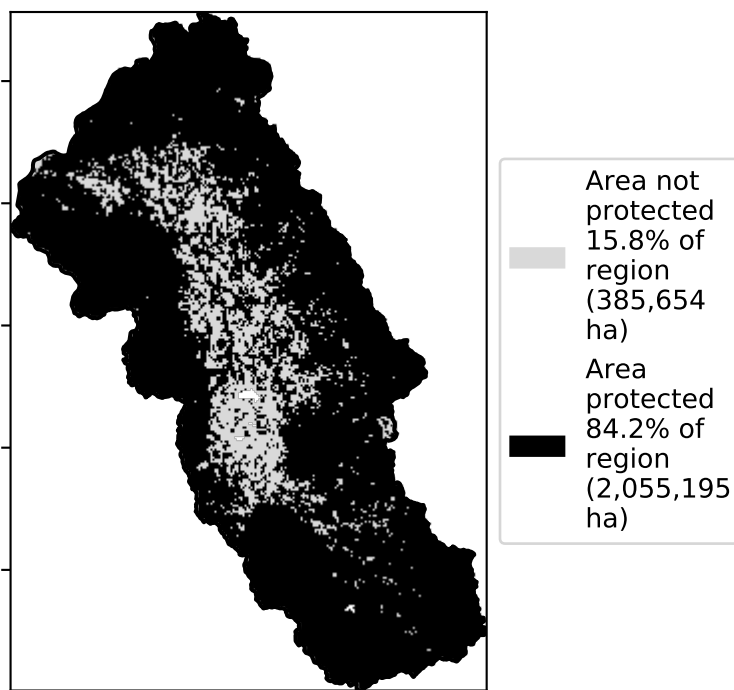 Area not
protected
15.8% of
region
(385,654
ha)
Area
protected
84.2% of
region
(2,055,195
ha)